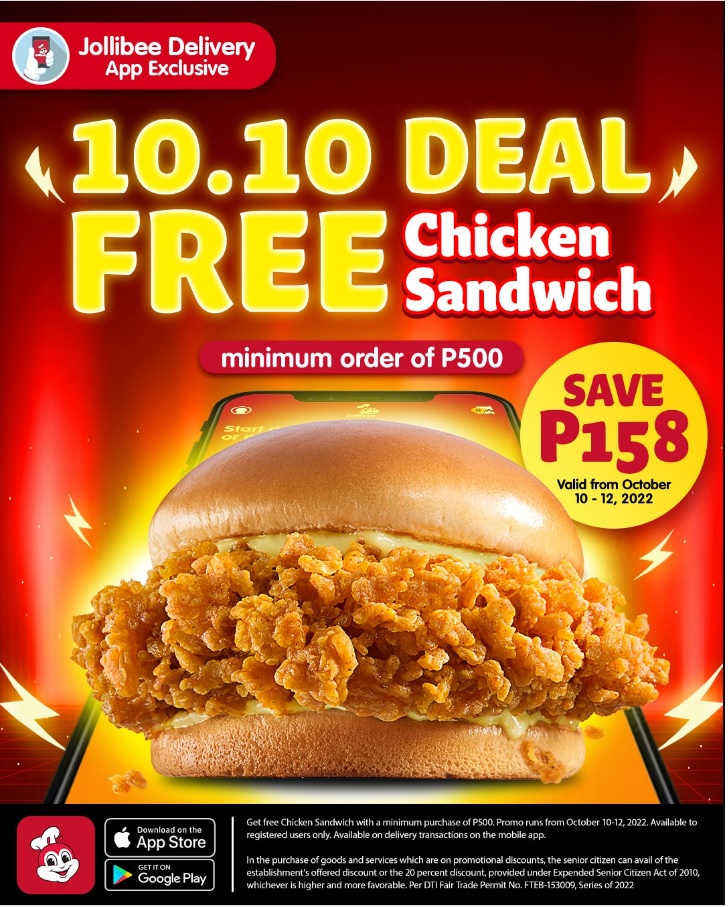 Jollibee Delivery
App Exclusive
10.10 DEAL
FREE Chicken
Sandwich
minimum order of P500
SAVE
P158
Valid from October
10 - 12, 2022
Start
or
Download on the
App Store
GET IT ON
Google Play
Get free Chicken Sandwich with a minimum purchase of P500. Promo runs from October 10-12, 2022. Available to
registered users only. Available on delivery transactions on the mobile app.
In the purchase of goods and services which are on promotional discounts, the senior citizen can avail of the
establishment's offered discount or the 20 percent discount, provided under Expended Senior Citizen Act of 2010,
whichever is higher and more favorable. Per DTI Fair Trade Permit No. FTEB-153009, Series of 2022